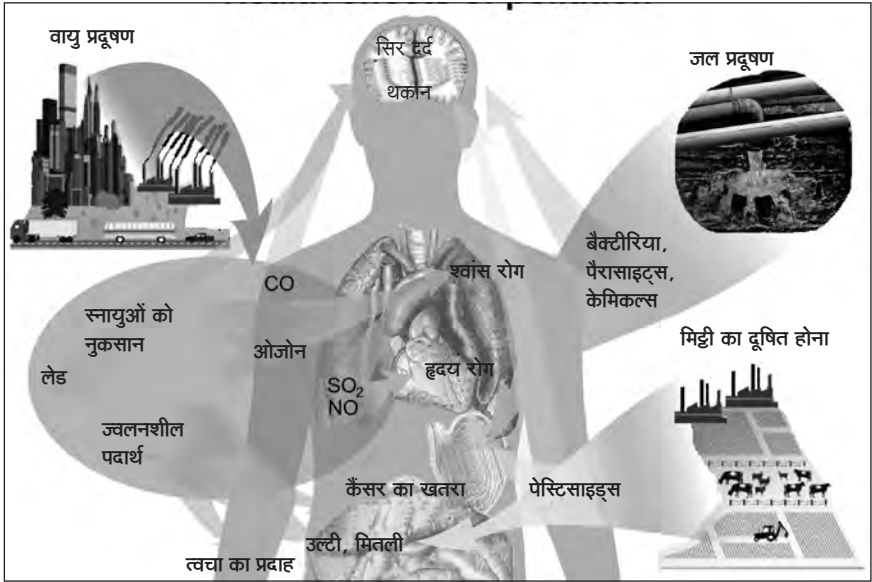 वायु प्रदूषण
सिर दर्द
थकान
जल प्रदूषण
CO
स्नायुओं को
नुकसान
लेड
ओजोन
ज्वलनशील
पदार्थ
SO₂
NO
श्वांस रोग
हृदय रोग
बैक्टीरिया,
पैरासाइट्स,
केमिकल्स
मिट्टी का दूषित होना
कैंसर का खतरा
पेस्टिसाइड्स
उल्टी, मितली
त्वचा का प्रदाह